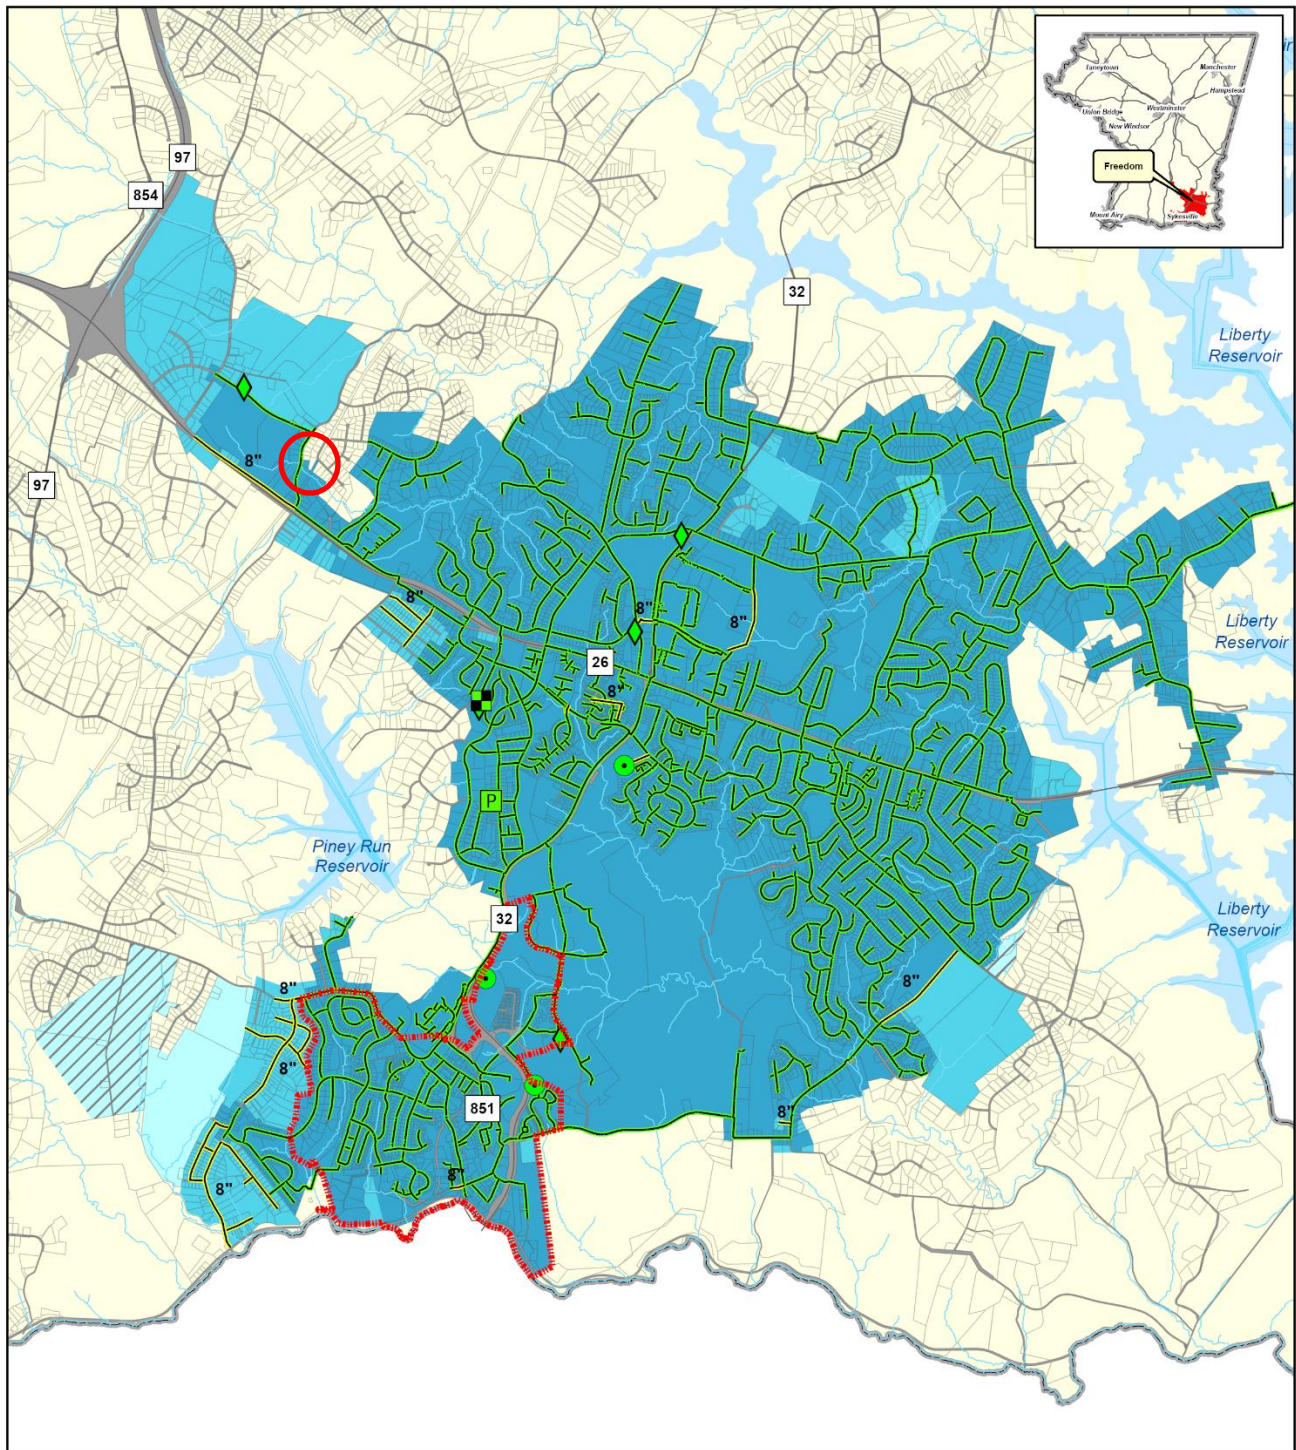 Taneytown
Manchester
Hampstead
Union Bridge
Westminster
New Windsor
Freedom
Mount Airy
Sykesville
97
854
32
Liberty
Reservoir
8"
97
8"
8"
8"
Liberty
Reservoir
26
8"
P
Piney Run
Reservoir
32
Liberty
Reservoir
8"
8"
8"
851
8"
8"
8"